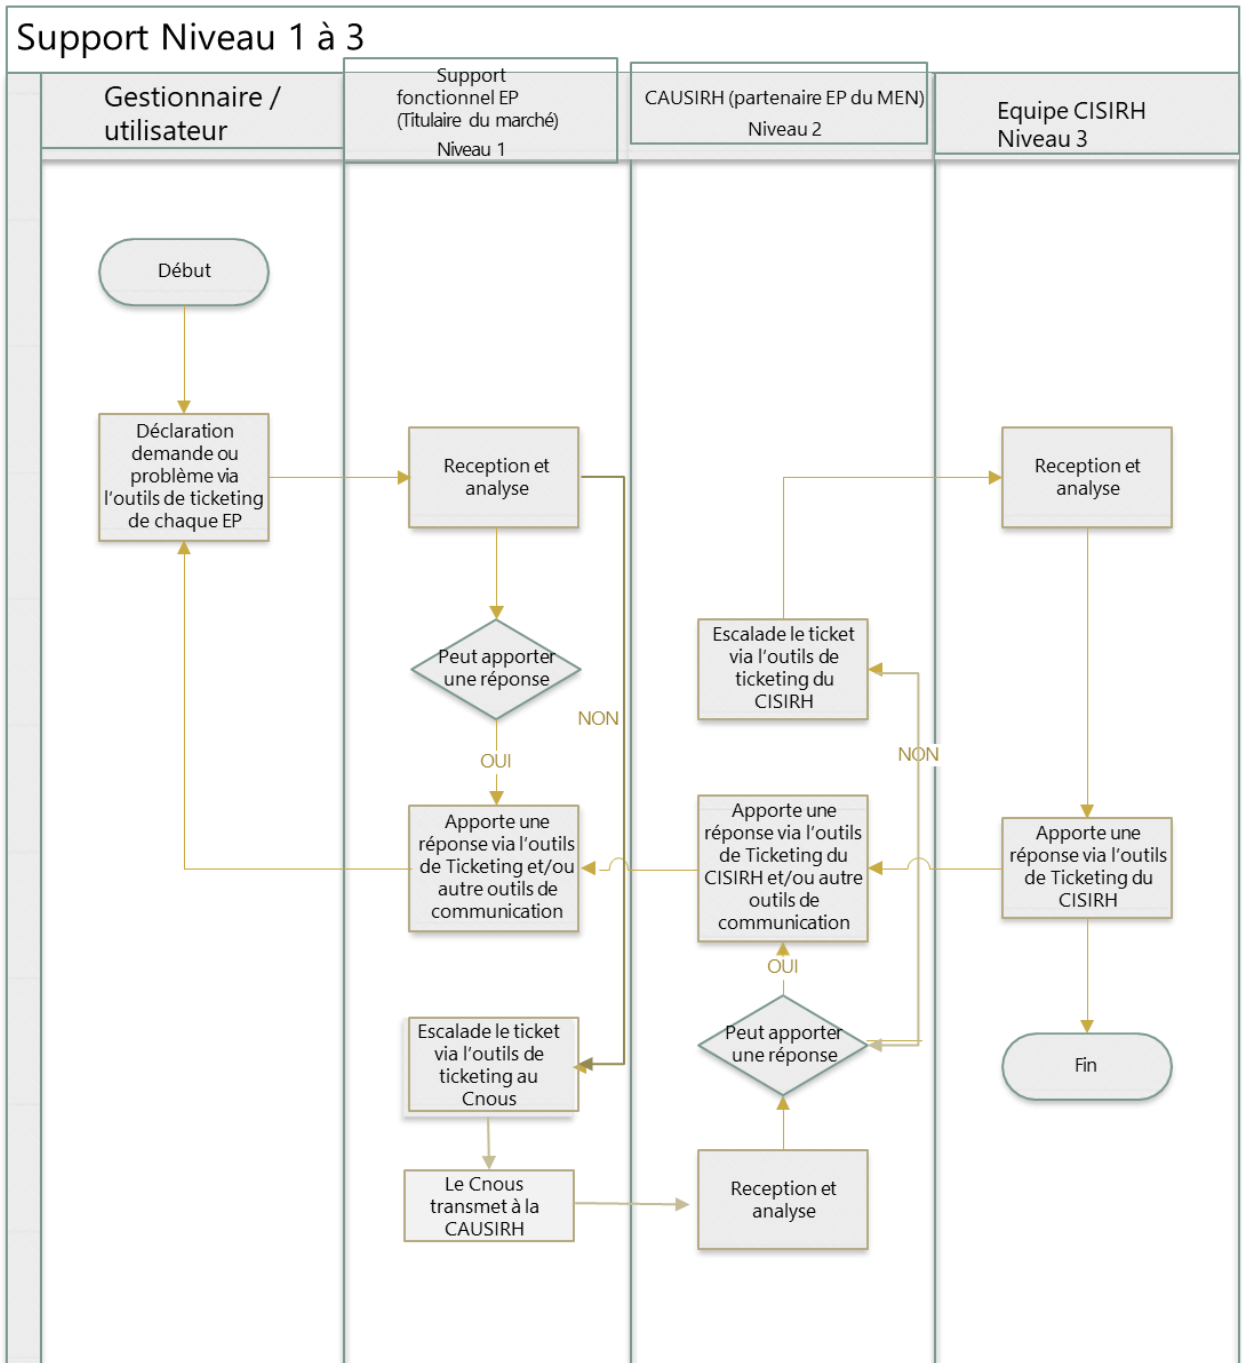 Support Niveau 1 à 3
Gestionnaire /
utilisateur
Support
fonctionnel EP
(Titulaire du marché)
Niveau 1
CAUSIRH (partenaire EP du MEN)
Niveau 2
Equipe CISIRH
Niveau 3
Début
Déclaration
demande ou
problème via
l'outils de ticketing
de chaque EP
Reception et
analyse
Peut apporter
une réponse
NON
OUI
Apporte une
réponse via l'outils
de Ticketing et/ou
autre outils de
communication
Escalade le ticket
via l'outils de
ticketing au
Cnous
Le Cnous
transmet à la
CAUSIRH
Reception et
analyse
Peut apporter
une réponse
OUI
NON
Apporte une
réponse via l'outils
de Ticketing du
CISIRH et/ou autre
outils de
communication
Escalade le ticket
via l'outils de
ticketing du
CISIRH
Reception et
analyse
Apporte une
réponse via l'outils
de Ticketing du
CISIRH
Fin